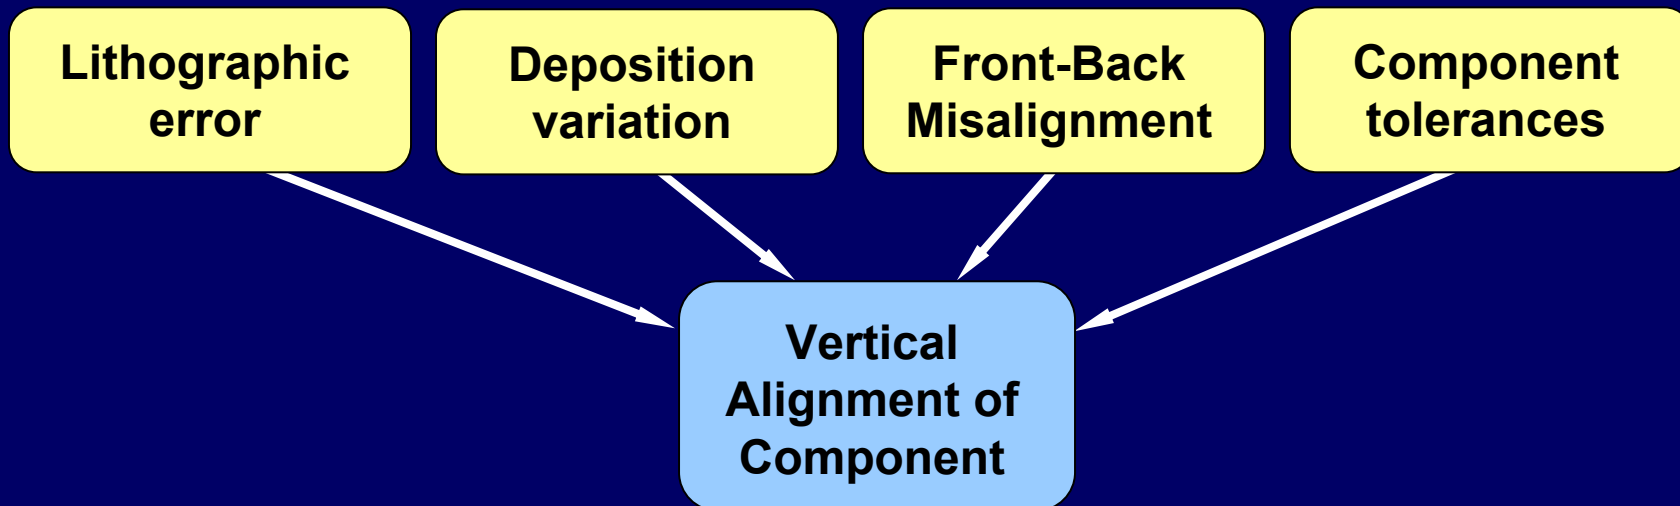 Lithographic
error
Deposition
variation
Front-Back
Misalignment
Component
tolerances
Vertical
Alignment of
Component